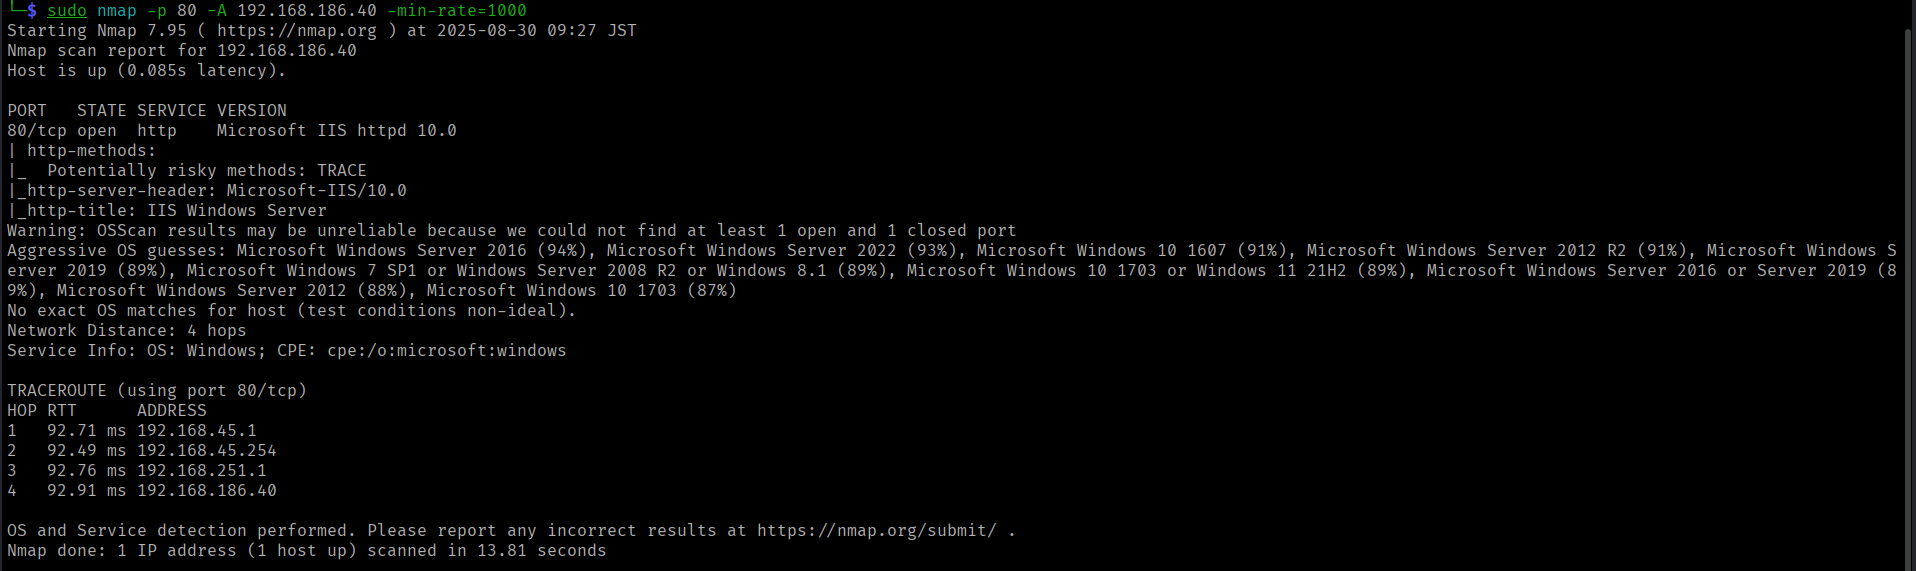 └─$ sudo nmap -p 80 -A 192.168.186.40 -min-rate=1000
Starting Nmap 7.95 ( https://nmap.org ) at 2025-08-30 09:27 JST
Nmap scan report for 192.168.186.40
Host is up (0.085s latency).

PORT   STATE SERVICE VERSION
80/tcp open  http    Microsoft IIS httpd 10.0
| http-methods:
|_  Potentially risky methods: TRACE
|_http-server-header: Microsoft-IIS/10.0
|_http-title: IIS Windows Server
Warning: OSScan results may be unreliable because we could not find at least 1 open and 1 closed port
Aggressive OS guesses: Microsoft Windows Server 2016 (94%), Microsoft Windows Server 2022 (93%), Microsoft Windows 10 1607 (91%), Microsoft Windows Server 2012 R2 (91%), Microsoft Windows S
erver 2019 (89%), Microsoft Windows 7 SP1 or Windows Server 2008 R2 or Windows 8.1 (89%), Microsoft Windows 10 1703 or Windows 11 21H2 (89%), Microsoft Windows Server 2016 or Server 2019 (8
9%), Microsoft Windows Server 2012 (88%), Microsoft Windows 10 1703 (87%)
No exact OS matches for host (test conditions non-ideal).
Network Distance: 4 hops
Service Info: OS: Windows; CPE: cpe:/o:microsoft:windows

TRACEROUTE (using port 80/tcp)
HOP RTT      ADDRESS
1   92.71 ms 192.168.45.1
2   92.49 ms 192.168.45.254
3   92.76 ms 192.168.251.1
4   92.91 ms 192.168.186.40

OS and Service detection performed. Please report any incorrect results at https://nmap.org/submit/ .
Nmap done: 1 IP address (1 host up) scanned in 13.81 seconds